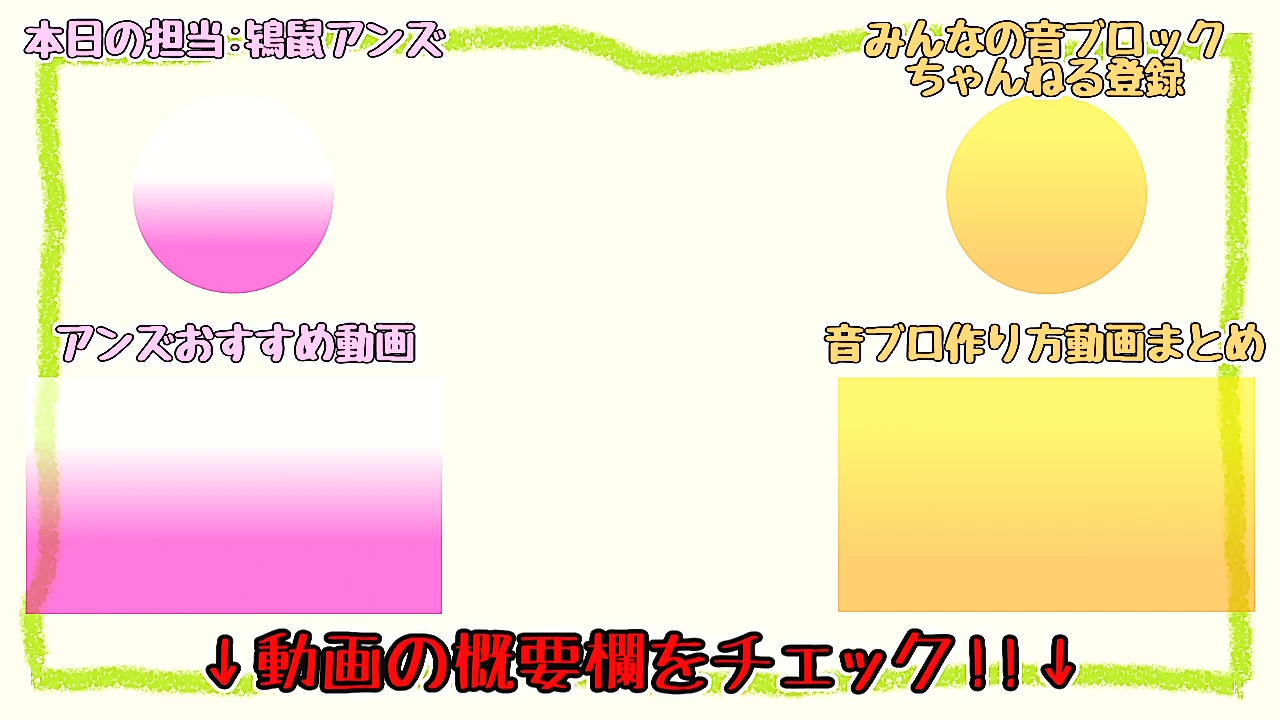 本日の担当:鴇鼠アンズ
みんなの音ブロック
ちゃんねる登録
アンズおすすめ動画
音ブロ作り方動画まとめ
↓動画の概要欄をチェック!!↓